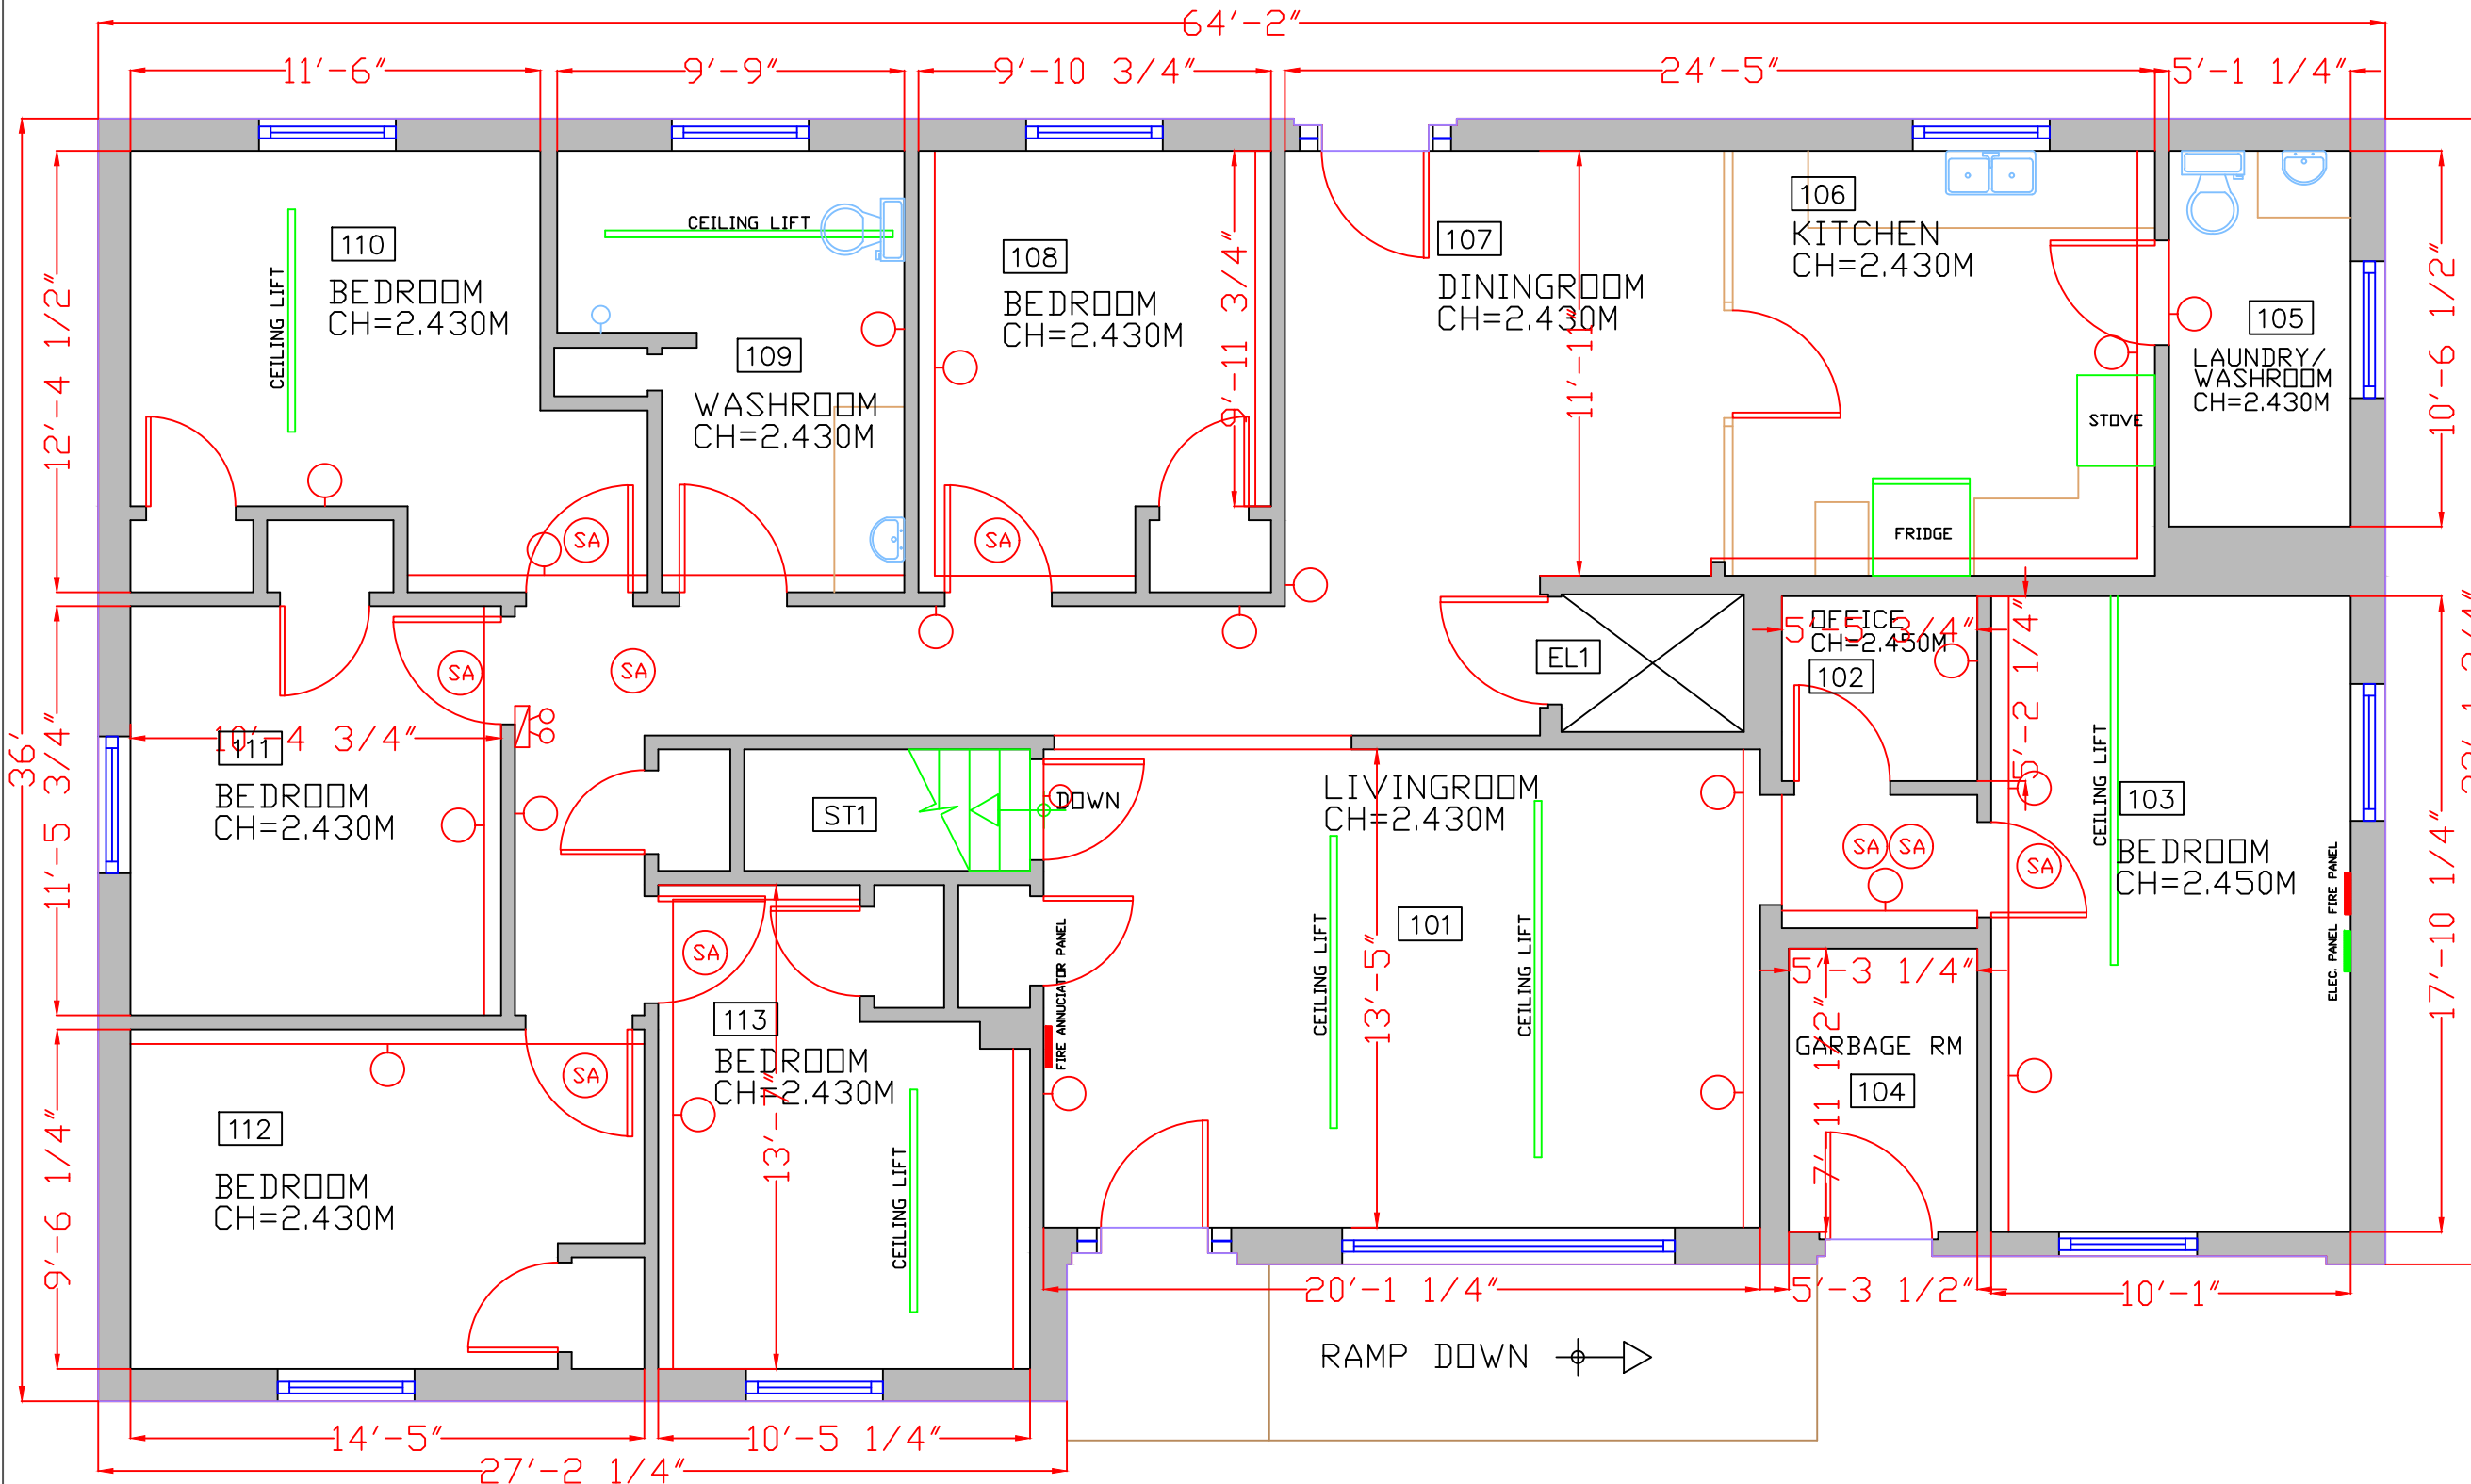 64'-2"
11'-6"
9'-9"
9'-10 3/4"
24'-5"
5'-1 1/4"
36'
12'-4 1/2"
CEILING LIFT
110
BEDROOM
CH=2.430M
CEILING LIFT
109
WASHROOM
CH=2.430M
108
BEDROOM
CH=2.430M
9'-11 3/4"
107
DININGROOM
CH=2.430M
11'-11"
106
KITCHEN
CH=2.430M
STOVE
FRIDGE
105
LAUNDRY/
WASHROOM
CH=2.430M
10'-6 1/2"
SA
SA
SA
SA
11'-5 3/4"
10'-4 3/4"
111
BEDROOM
CH=2.430M
ST1
DOWN
EL1
OFFICE
CH=2.450M
5'-5 3/4"
102
5'-2 1/4"
CEILING LIFT
103
BEDROOM
CH=2.450M
SA
SA
SA
ELEC. PANEL
FIRE PANEL
17'-10 1/4"
LIVINGROOM
CH=2.430M
101
CEILING LIFT
CEILING LIFT
13'-5"
FIRE ANNUCIATOR PANEL
SA
113
BEDROOM
CH=2.430M
13'-7"
CEILING LIFT
5'-3 1/4"
GARBAGE RM
104
7'-11 1/2"
SA
9'-6 1/4"
112
BEDROOM
CH=2.430M
20'-1 1/4"
5'-3 1/2"
10'-1"
RAMP DOWN
14'-5"
10'-5 1/4"
27'-2 1/4"